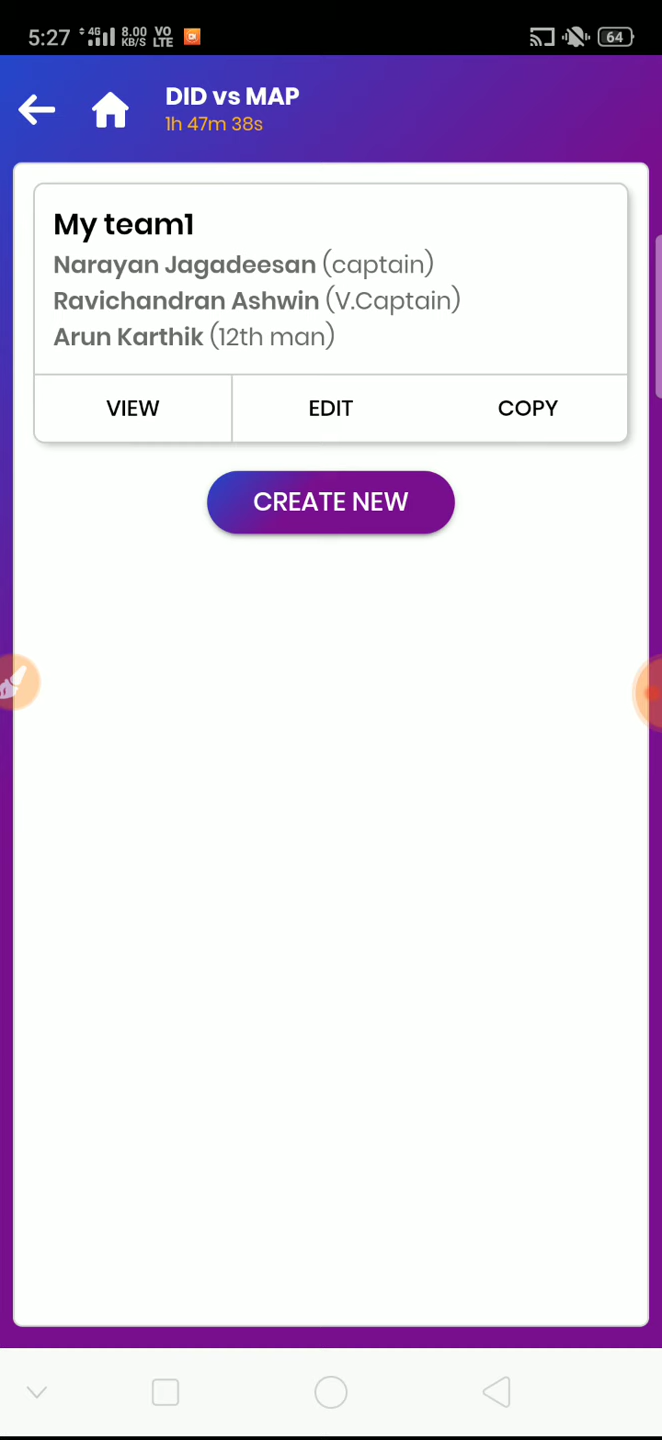 5:27 4G 8.00 KB/S VO LTE 64
DID vs MAP
1h 47m 38s
My team1
Narayan Jagadeesan (captain)
Ravichandran Ashwin (V.Captain)
Arun Karthik (12th man)
VIEW EDIT COPY
CREATE NEW